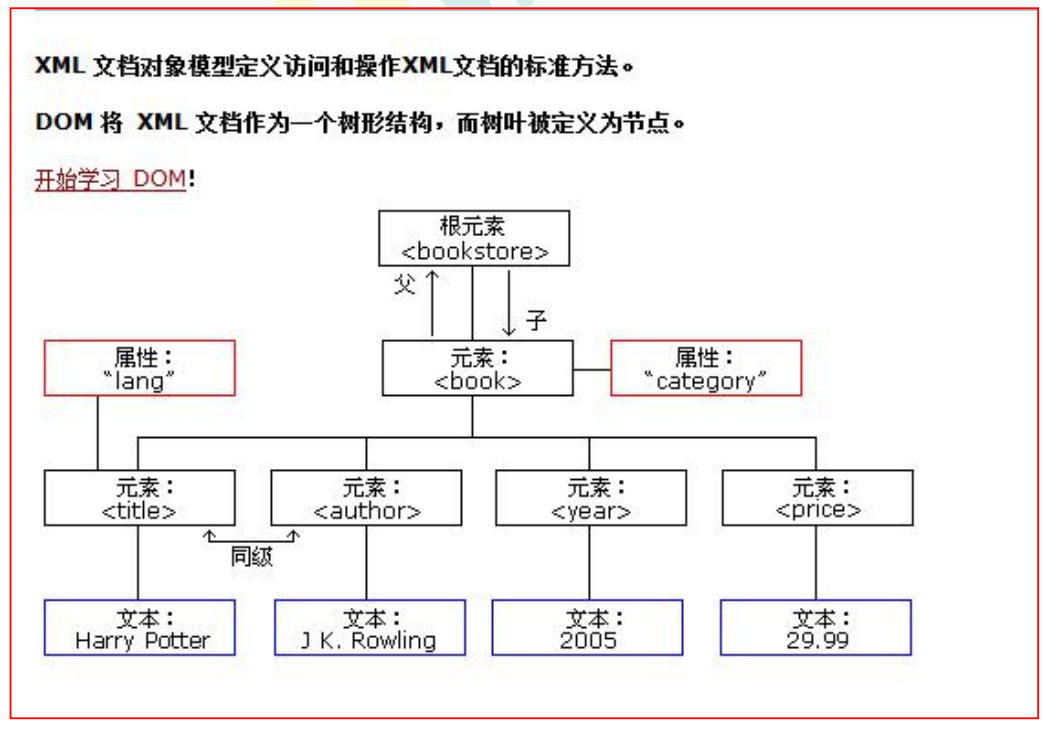 XML 文档对象模型定义访问和操作XML文档的标准方法。
DOM 将 XML 文档作为一个树形结构，而树叶被定义为节点。
开始学习 DOM!
根元素
<bookstore>
父
子
属性：
"lang"
元素：
<book>
属性：
"category"
元素：
<title>
元素：
<author>
元素：
<year>
元素：
<price>
同级
文本：
Harry Potter
文本：
J K. Rowling
文本：
2005
文本：
29.99